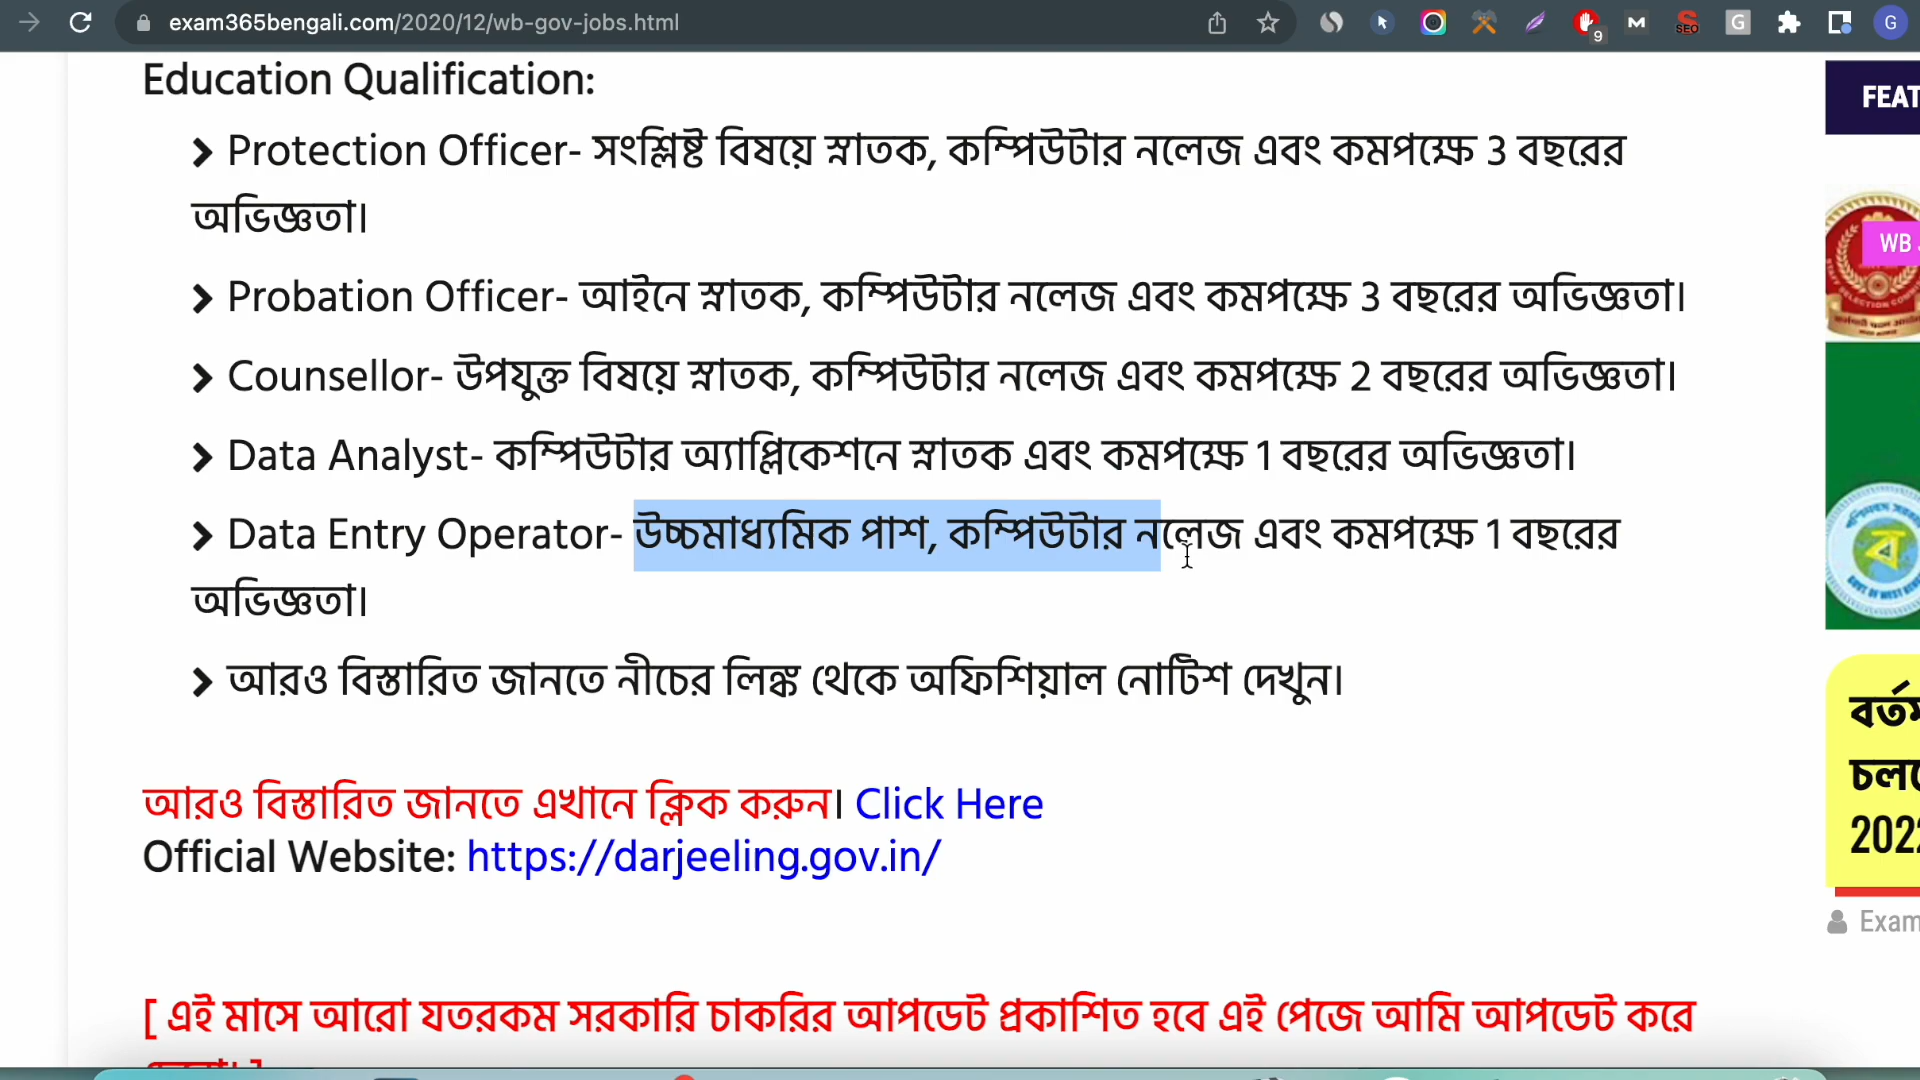 exam365bengali.com/2020/12/wb-gov-jobs.html
9
M
SEO
G
G
Education Qualification:
Protection Officer- সংশ্লিষ্ট বিষয়ে স্নাতক, কম্পিউটার নলেজ এবং কমপক্ষে 3 বছরের
অভিজ্ঞতা।
Probation Officer- আইনে স্নাতক, কম্পিউটার নলেজ এবং কমপক্ষে 3 বছরের অভিজ্ঞতা।
Counsellor- উপযুক্ত বিষয়ে স্নাতক, কম্পিউটার নলেজ এবং কমপক্ষে 2 বছরের অভিজ্ঞতা।
Data Analyst- কম্পিউটার অ্যাপ্লিকেশনে স্নাতক এবং কমপক্ষে 1 বছরের অভিজ্ঞতা।
Data Entry Operator- উচ্চমাধ্যমিক পাশ, কম্পিউটার নলেজ এবং কমপক্ষে 1 বছরের
অভিজ্ঞতা।
আরও বিস্তারিত জানতে নীচের লিঙ্ক থেকে অফিশিয়াল নোটিশ দেখুন।
আরও বিস্তারিত জানতে এখানে ক্লিক করুন। Click Here
Official Website: https://darjeeling.gov.in/
[ এই মাসে আরো যতরকম সরকারি চাকরির আপডেট প্রকাশিত হবে এই পেজে আমি আপডেট করে
FEAT
WB
2022
Exam